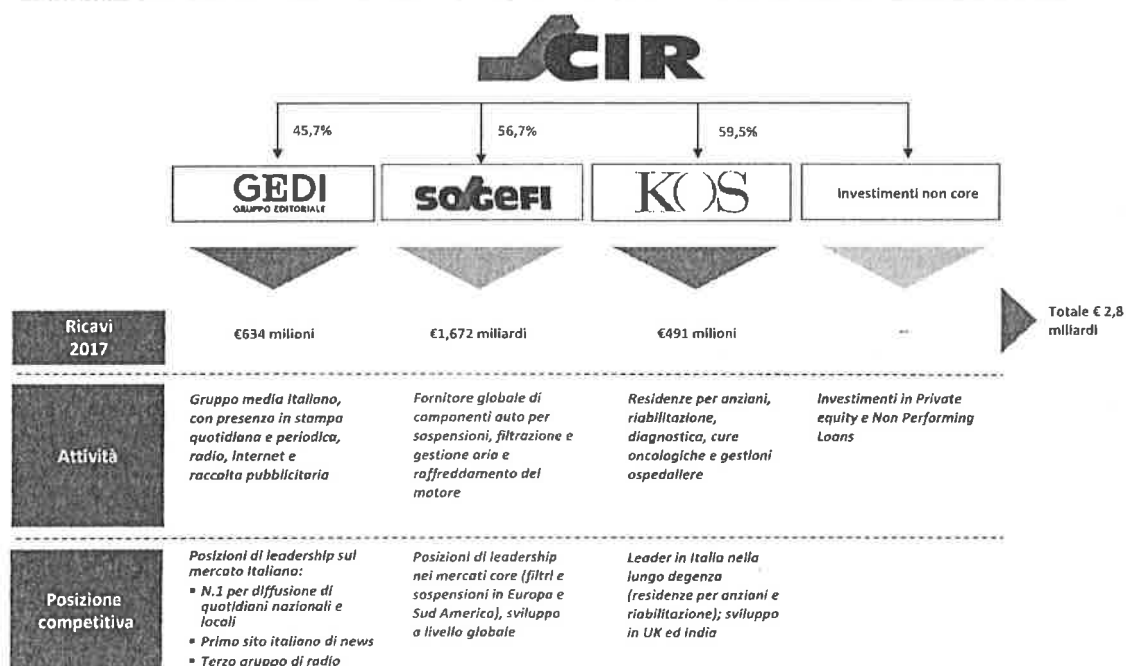 CIR
45,7%
56,7%
59,5%
GEDI
GRUPPO EDITORIALE
SOGEFI
KOS
Investimenti non core
Ricavi
2017
€634 milioni
€1,672 miliardi
€491 milioni
--
Totale € 2,8
miliardi
Attività
Gruppo media italiano,
con presenza in stampa
quotidiana e periodica,
radio, internet e
raccolta pubblicitaria
Fornitore globale di
componenti auto per
sospensioni, filtrazione e
gestione aria e
raffreddamento del
motore
Residenze per anziani,
riabilitazione,
diagnostica, cure
oncologiche e gestioni
ospedaliere
Investimenti in Private
equity e Non Performing
Loans
Posizione
competitiva
Posizioni di leadership sul
mercato italiano:
▪ N.1 per diffusione di
quotidiani nazionali e
locali
▪ Primo sito italiano di news
▪ Terzo gruppo di radio
Posizioni di leadership
nei mercati core (filtri e
sospensioni in Europa e
Sud America), sviluppo
a livello globale
Leader in Italia nella
lungo degenza
(residenze per anziani e
riabilitazione); sviluppo
in UK ed India